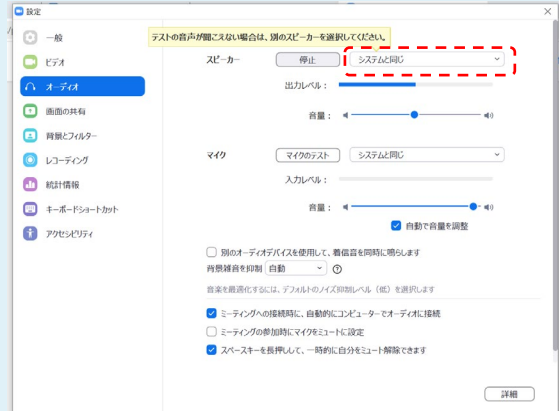 設定
テストの音声が聞こえない場合は、別のスピーカーを選択してください。
一般
ビデオ
オーディオ
画面の共有
背景とフィルター
レコーディング
統計情報
キーボードショートカット
アクセシビリティ
スピーカー 停止 システムと同じ
出力レベル：
音量：
マイク マイクのテスト システムと同じ
入力レベル：
音量：
自動で音量を調整
別のオーディオデバイスを使用して、着信音を同時に鳴らします
背景雑音を抑制 自動
音楽を最適化するには、デフォルトのノイズ抑制レベル（低）を選択します
ミーティングへの接続時に、自動的にコンピューターでオーディオに接続
ミーティングの参加時にマイクをミュートに設定
スペースキーを長押しして、一時的に自分をミュート解除できます
詳細